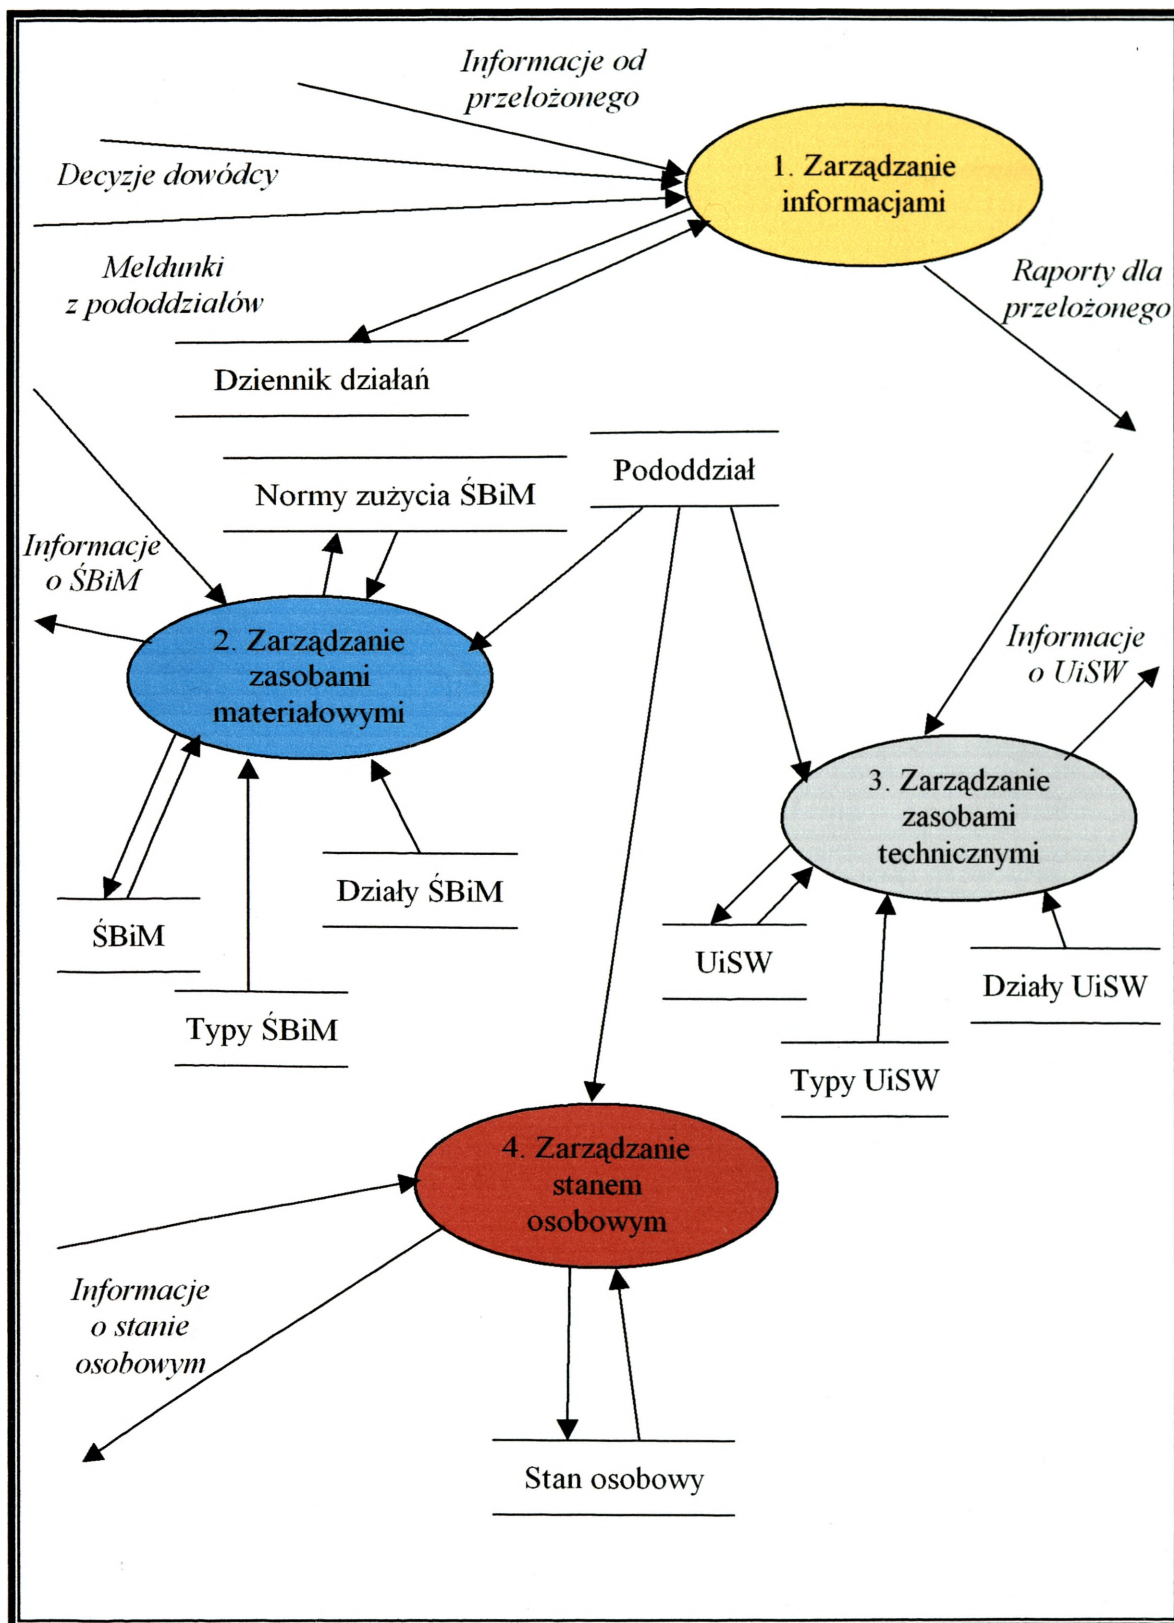 Informacje od
przełożonego
1. Zarządzanie
informacjami
Decyzje dowódcy
Meldunki
z pododdziałów
Raporty dla
przełożonego
Dziennik działań
Pododdział
Normy zużycia ŚBiM
Informacje
o ŚBiM
2. Zarządzanie
zasobami
materiałowymi
Informacje
o UiSW
3. Zarządzanie
zasobami
technicznymi
Działy ŚBiM
ŚBiM
UiSW
Działy UiSW
Typy ŚBiM
Typy UiSW
4. Zarządzanie
stanem
osobowym
Informacje
o stanie
osobowym
Stan osobowy